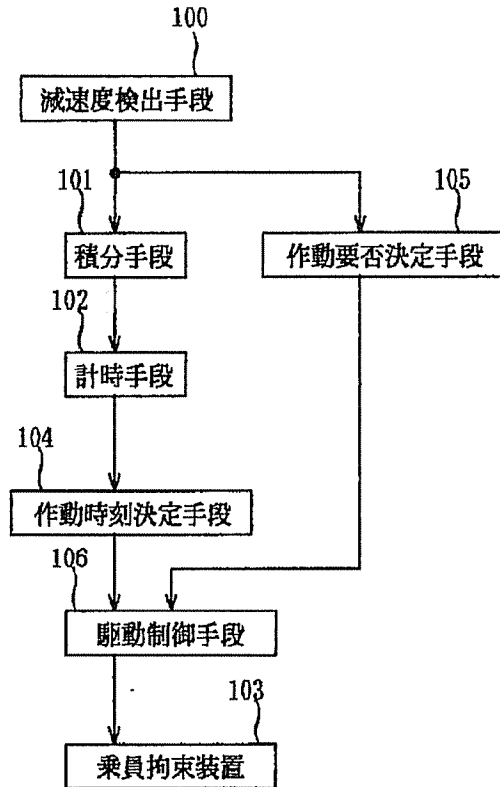 100
減速度検出手段
101
105
積分手段
作動要否決定手段
102
計時手段
104
作動時刻決定手段
106
駆動制御手段
103
乗員拘束装置